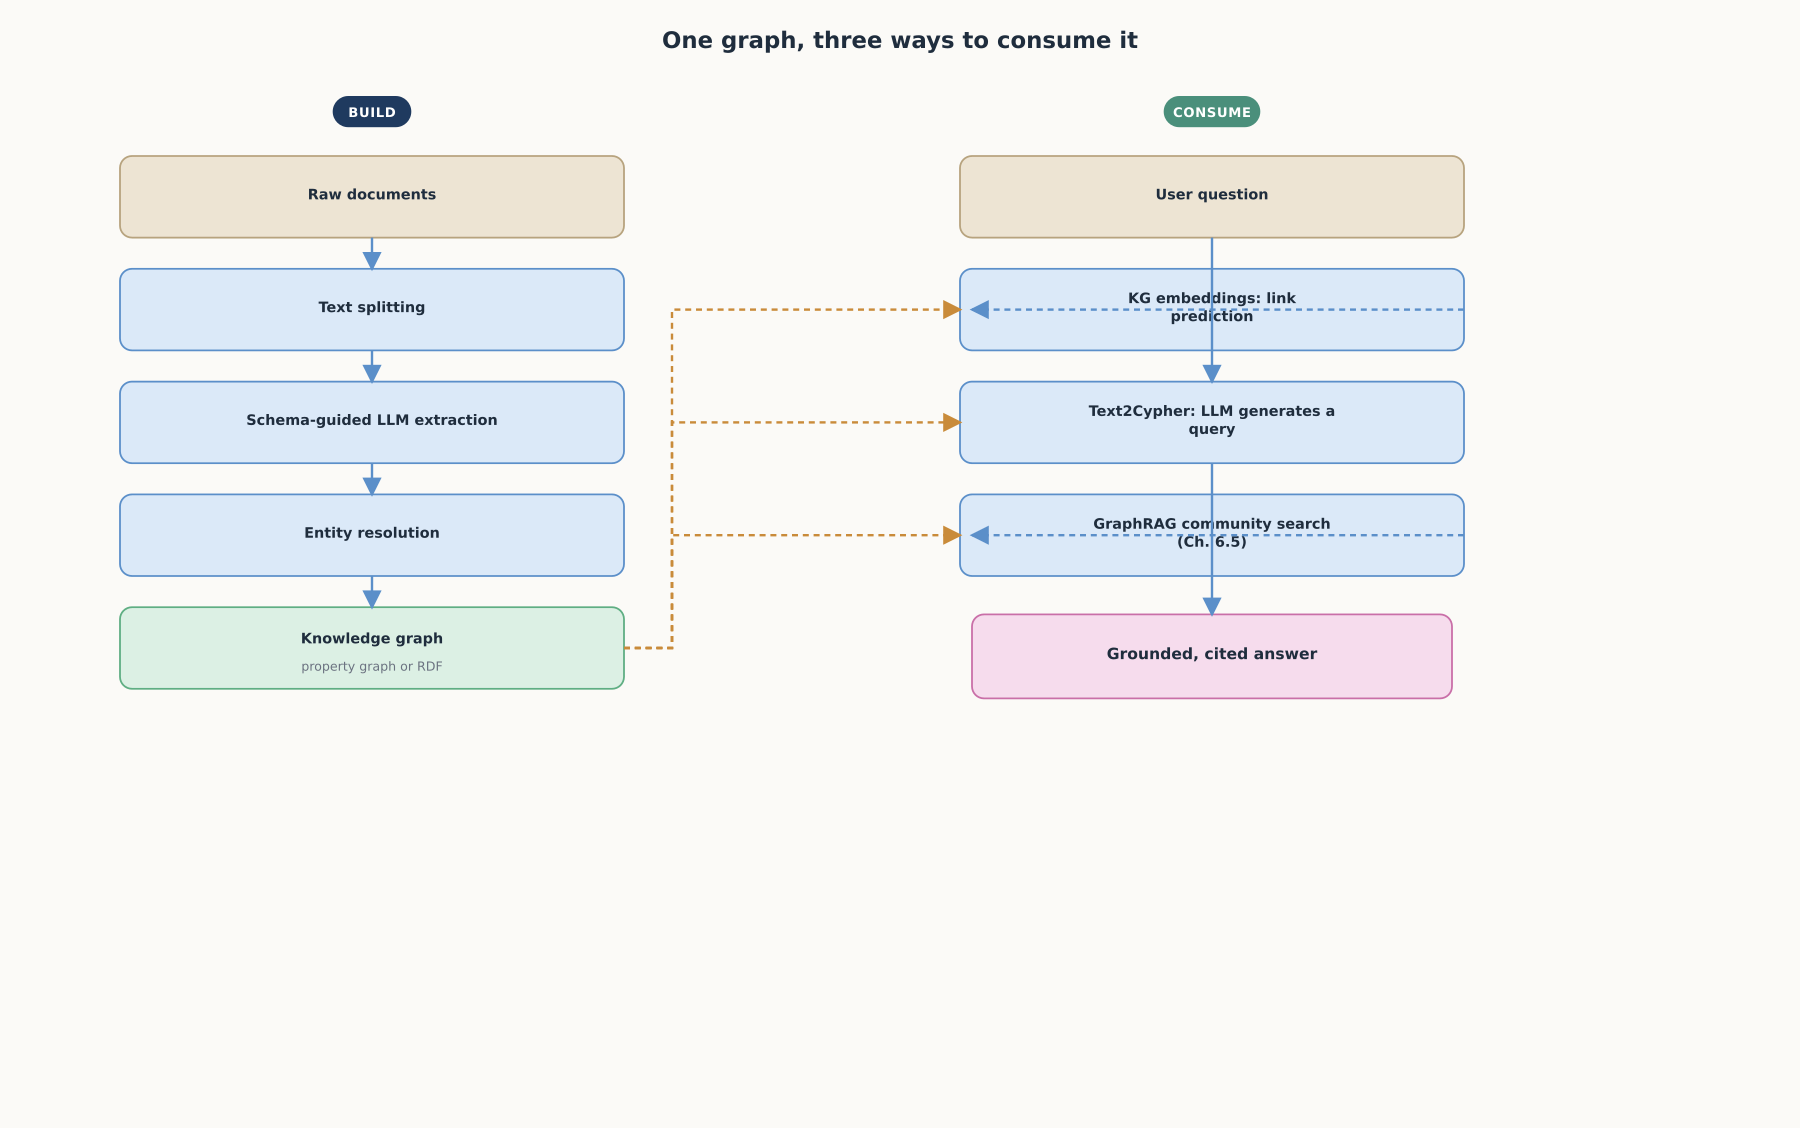 One graph, three ways to consume it
BUILD
Raw documents
Text splitting
Schema-guided LLM extraction
Entity resolution
Knowledge graph
property graph or RDF
CONSUME
User question
KG embeddings: link
prediction
Text2Cypher: LLM generates a
query
GraphRAG community search
(Ch. 6.5)
Grounded, cited answer